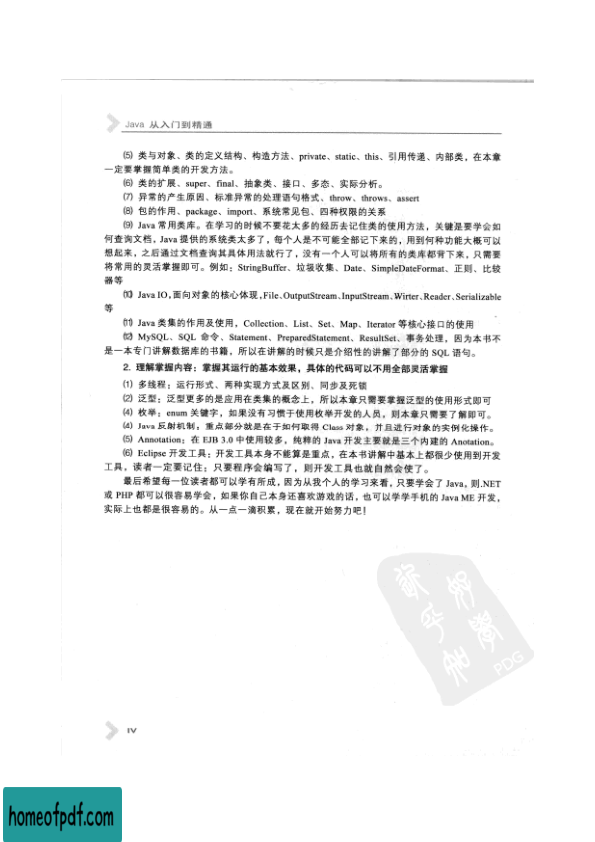 Java 从入门到精通
⑸ 类与对象、类的定义结构、构造方法、private、static、this、引用传递、内部类，在本章
一定要掌握简单类的开发方法。
⑹ 类的扩展、super、final、抽象类、接口、多态、实际分析。
⑺ 异常的产生原因、标准异常的处理语句格式、throw、throws、assert
⑻ 包的作用、package、import、系统常见包、四种权限的关系
⑼ Java 常用类库。在学习的时候不要花太多的经历去记住类的使用方法，关键是要学会如
何查询文档，Java 提供的系统类太多了，每个人是不可能全部记下来的，用到何种功能大概可以
想起来，之后通过文档查询其具体用法就行了，没有一个人可以将所有的类库都背下来，只需要
将常用的灵活掌握即可。例如：StringBuffer、垃圾收集、Date、SimpleDateFormat、正则、比较
器等
⑽ Java IO，面向对象的核心体现，File、OutputStream、InputStream、Wirter、Reader、Serializable
等
⑾ Java 类集的作用及使用，Collection、List、Set、Map、Iterator 等核心接口的使用
⑿ MySQL、SQL 命令、Statement、PreparedStatement、ResultSet、事务处理，因为本书不
是一本专门讲解数据库的书籍，所以在讲解的时候只是介绍性的讲解了部分的 SQL 语句。
2. 理解掌握内容：掌握其运行的基本效果，具体的代码可以不用全部灵活掌握
⑴ 多线程：运行形式、两种实现方式及区别、同步及死锁
⑵ 泛型：泛型更多的是应用在类集的概念上，所以本章只需要掌握泛型的使用形式即可
⑷ 枚举：enum 关键字，如果没有习惯于使用枚举开发的人员，则本章只需要了解即可。
⑷ Java 反射机制：重点部分就是在于如何取得 Class 对象，并且进行对象的实例化操作。
⑸ Annotation：在 EJB 3.0 中使用较多，纯粹的 Java 开发主要就是三个内建的 Anotation。
⑹ Eclipse 开发工具：开发工具本身不能算是重点，在本书讲解中基本上都很少使用到开发
工具，读者一定要记住：只要程序会编写了，则开发工具也就自然会使了。
最后希望每一位读者都可以学有所成，因为从我个人的学习来看，只要学会了 Java，则.NET
或 PHP 都可以很容易学会，如果你自己本身还喜欢游戏的话，也可以学学手机的 Java ME 开发，
实际上也都是很容易的。从一点一滴积累，现在就开始努力吧！
PDG
IV
homeofpdf.com